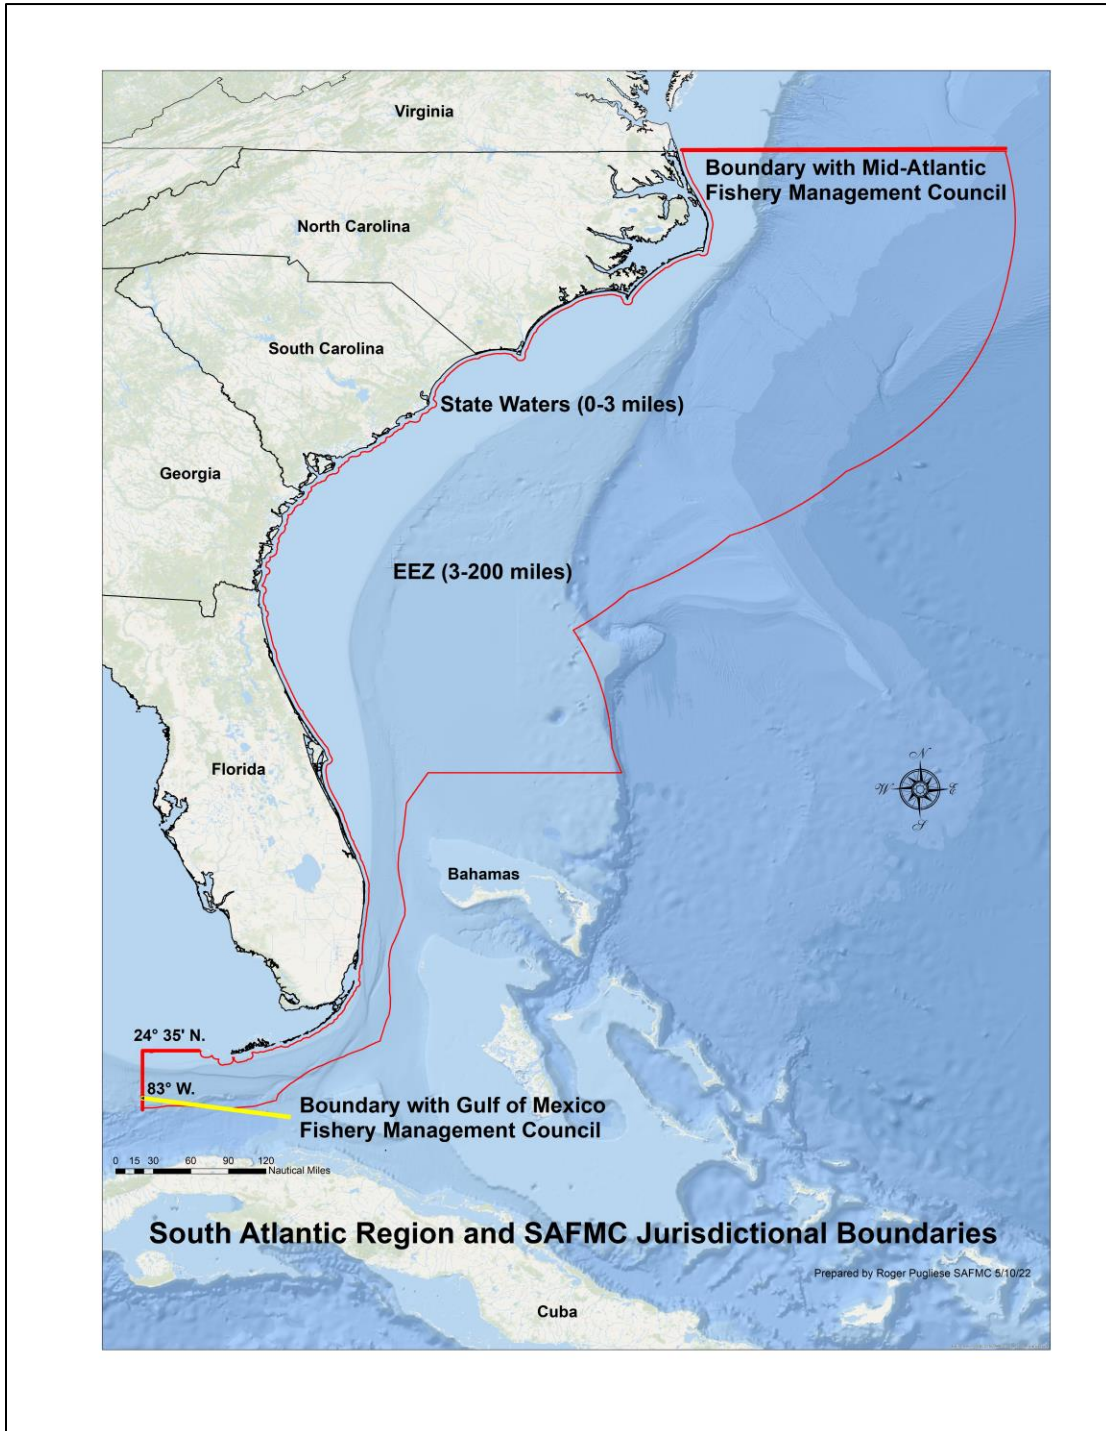 Virginia
Boundary with Mid-Atlantic
Fishery Management Council
North Carolina
South Carolina
State Waters (0-3 miles)
Georgia
EEZ (3-200 miles)
Florida
N
W
E
S
Bahamas
24° 35' N.
83° W.
Boundary with Gulf of Mexico
Fishery Management Council
0 15 30 60 90 120
Nautical Miles
South Atlantic Region and SAFMC Jurisdictional Boundaries
Prepared by Roger Pugliese SAFMC 5/10/22
Cuba